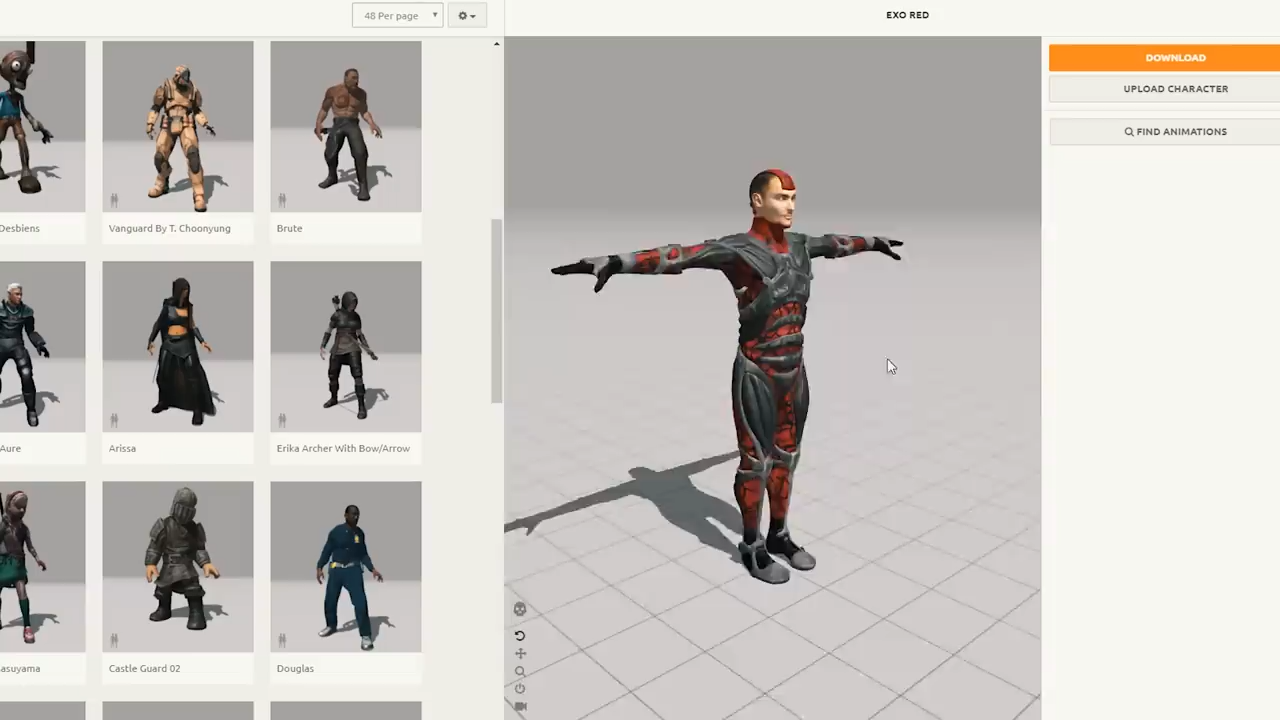 48 Per page
EXO RED
DOWNLOAD
UPLOAD CHARACTER
FIND ANIMATIONS
Desbiens
Vanguard By T. Choonyung
Brute
Aure
Arissa
Erika Archer With Bow/Arrow
asuyama
Castle Guard 02
Douglas